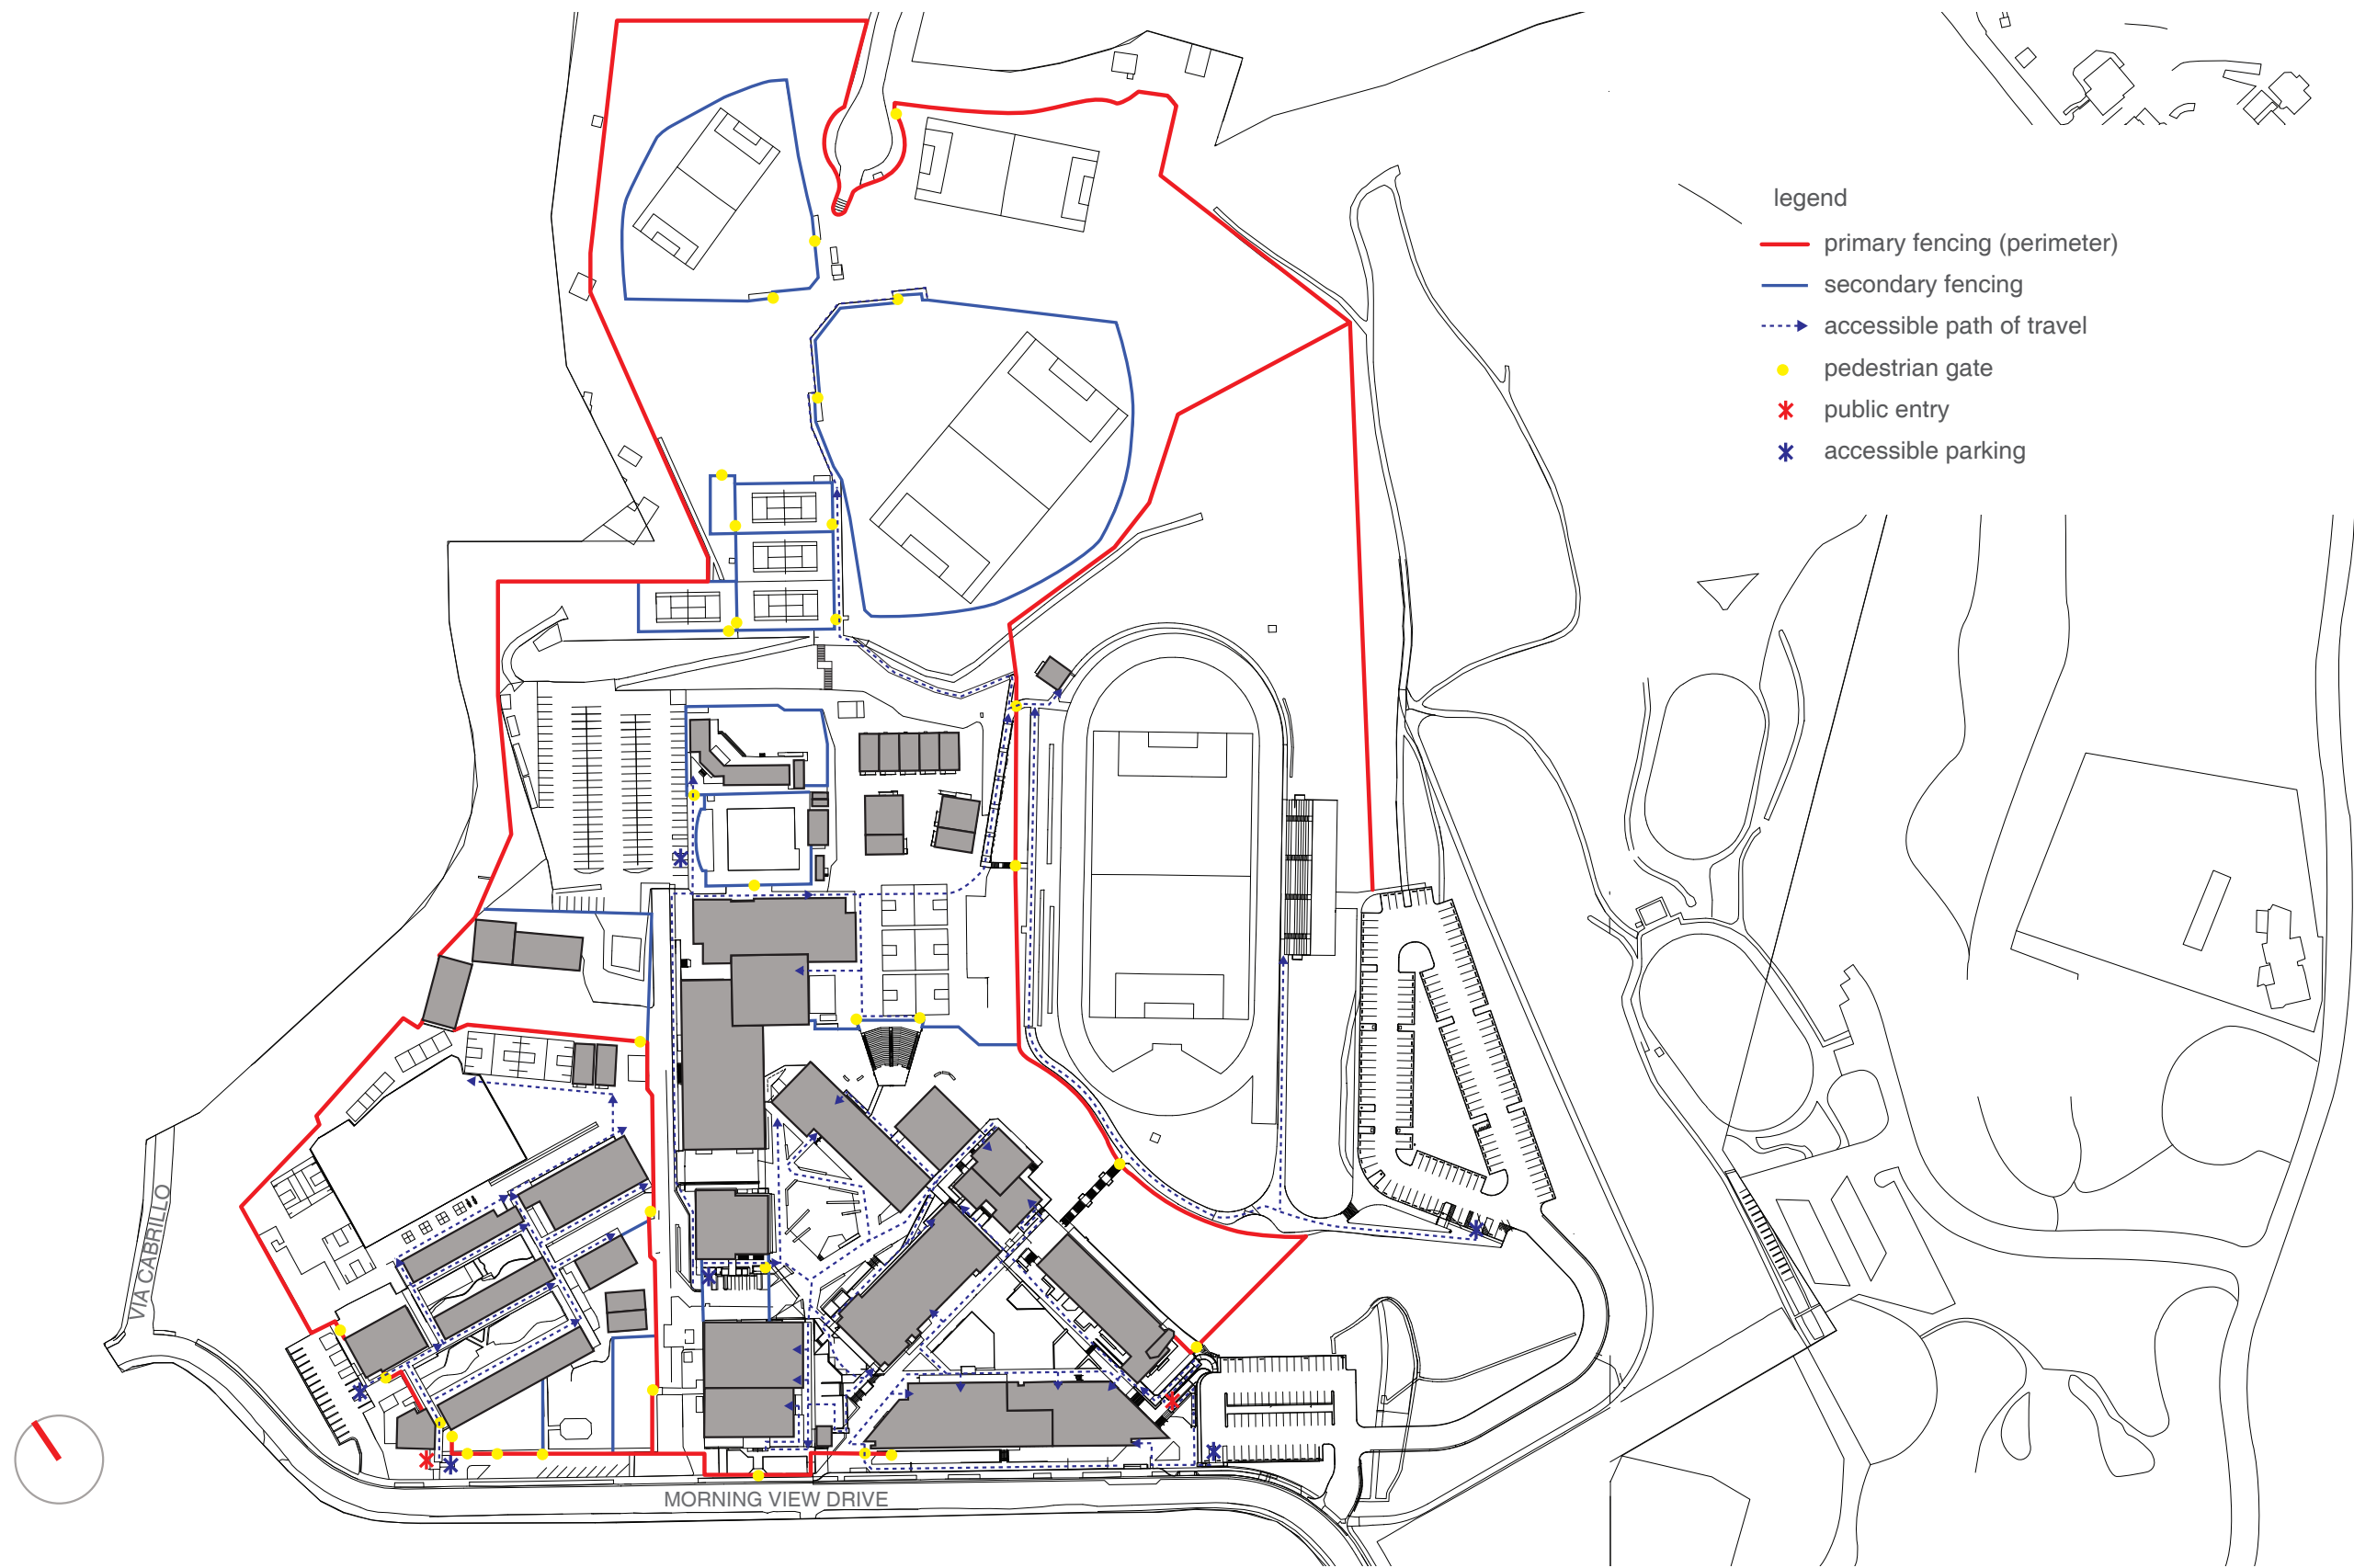 legend
primary fencing (perimeter)
secondary fencing
accessible path of travel
pedestrian gate
public entry
accessible parking
VIA CABRILLO
MORNING VIEW DRIVE